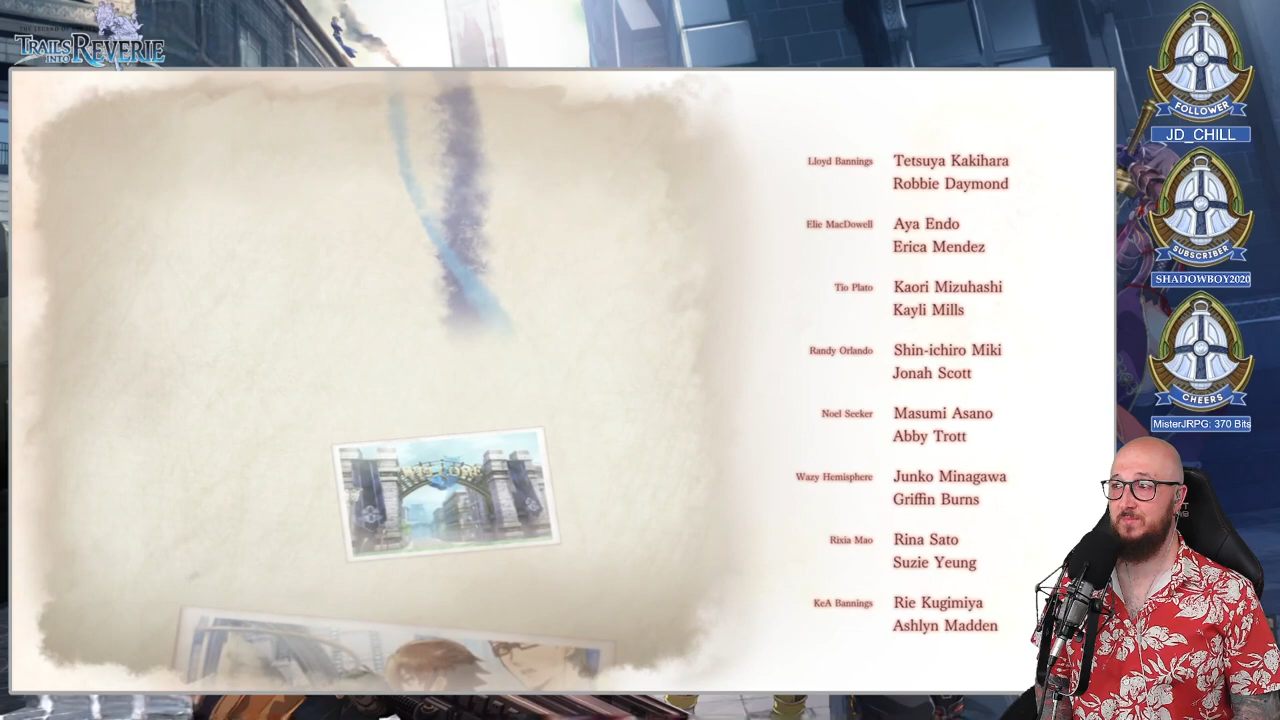 TRAILS INTO REVERIE
Lloyd Bannings Tetsuya Kakihara
Robbie Daymond
Elie MacDowell Aya Endo
Erica Mendez
Tio Plato Kaori Mizuhashi
Kayli Mills
Randy Orlando Shin-ichiro Miki
Jonah Scott
Noel Seeker Masumi Asano
Abby Trott
Wazy Hemisphere Junko Minagawa
Griffin Burns
Rixia Mao Rina Sato
Suzie Yeung
KeA Bannings Rie Kugimiya
Ashlyn Madden
FOLLOWER
JD_CHILL
SUBSCRIBER
SHADOWBOY2020
CHEERS
MisterJRPG: 370 Bits